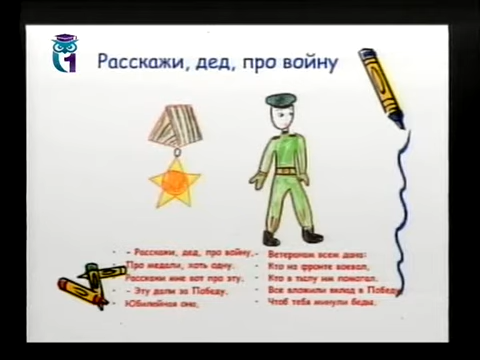 1
Расскажи, дед, про войну
- Расскажи, дед, про войну,
Про медали, хоть одну.
Расскажи мне вот про эту.
- Эту дали за Победу,
Юбилейная она,
- Ветеранам всем дана:
Кто на фронте воевал,
Кто в тылу им помогал.
Все вложили вклад в Победу,
Чтоб тебя минули беды.